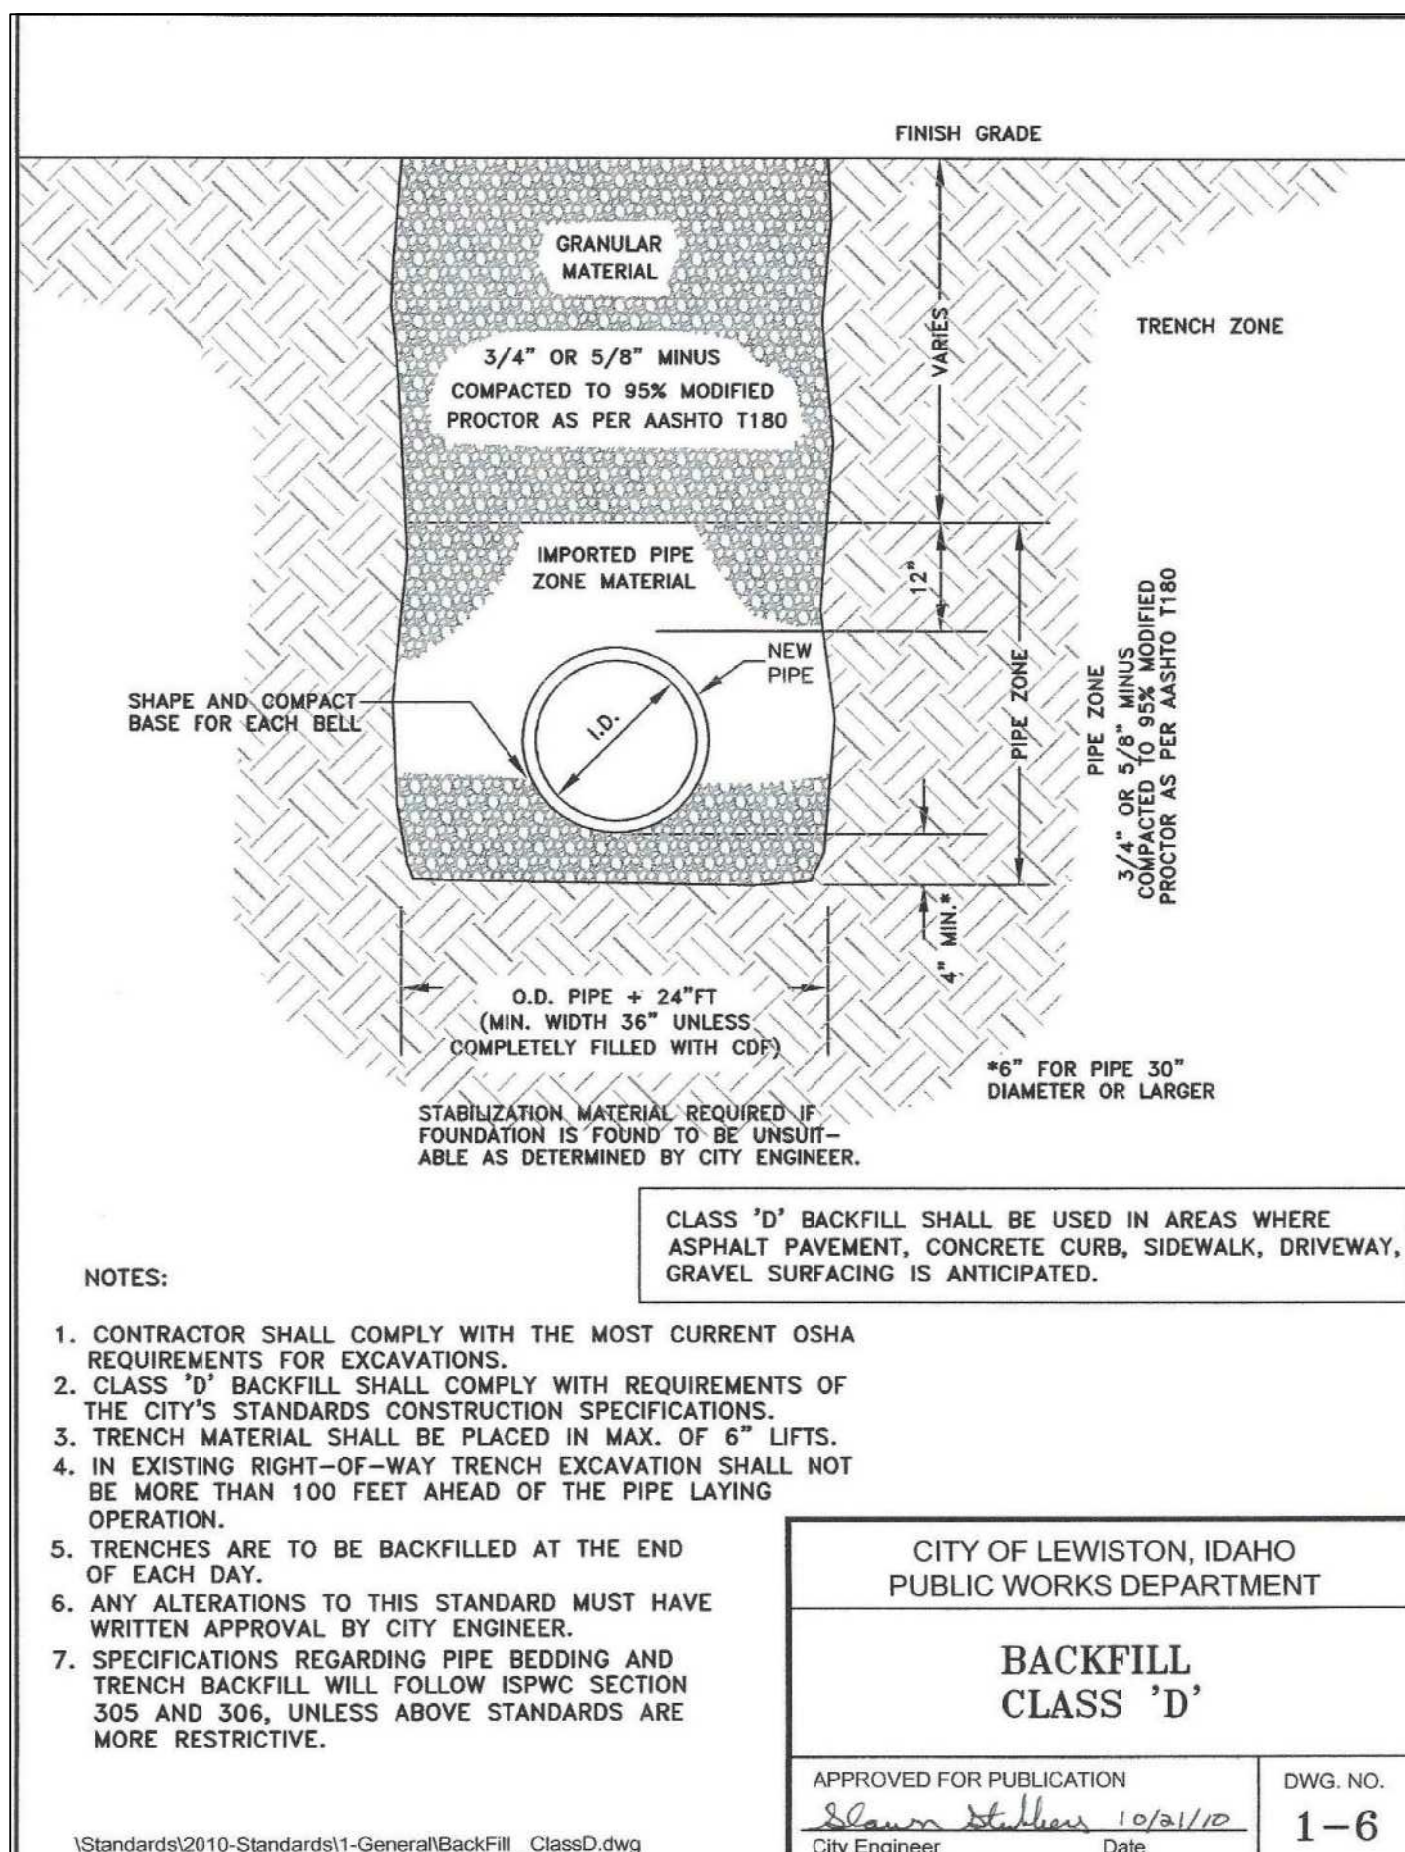 FINISH GRADE
GRANULAR
MATERIAL
3/4" OR 5/8" MINUS
COMPACTED TO 95% MODIFIED
PROCTOR AS PER AASHTO T180
VARIES
TRENCH ZONE
IMPORTED PIPE
ZONE MATERIAL
12"
NEW
PIPE
SHAPE AND COMPACT
BASE FOR EACH BELL
I.D.
PIPE ZONE
PIPE ZONE
3/4" OR 5/8" MINUS
COMPACTED TO 95% MODIFIED
PROCTOR AS PER AASHTO T180
4" MIN.*
O.D. PIPE + 24"FT
(MIN. WIDTH 36" UNLESS
COMPLETELY FILLED WITH CDF)
*6" FOR PIPE 30"
DIAMETER OR LARGER
STABILIZATION MATERIAL REQUIRED IF
FOUNDATION IS FOUND TO BE UNSUIT-
ABLE AS DETERMINED BY CITY ENGINEER.
CLASS 'D' BACKFILL SHALL BE USED IN AREAS WHERE
ASPHALT PAVEMENT, CONCRETE CURB, SIDEWALK, DRIVEWAY,
GRAVEL SURFACING IS ANTICIPATED.
NOTES:
1. CONTRACTOR SHALL COMPLY WITH THE MOST CURRENT OSHA
REQUIREMENTS FOR EXCAVATIONS.
2. CLASS 'D' BACKFILL SHALL COMPLY WITH REQUIREMENTS OF
THE CITY'S STANDARDS CONSTRUCTION SPECIFICATIONS.
3. TRENCH MATERIAL SHALL BE PLACED IN MAX. OF 6" LIFTS.
4. IN EXISTING RIGHT-OF-WAY TRENCH EXCAVATION SHALL NOT
BE MORE THAN 100 FEET AHEAD OF THE PIPE LAYING
OPERATION.
5. TRENCHES ARE TO BE BACKFILLED AT THE END
OF EACH DAY.
6. ANY ALTERATIONS TO THIS STANDARD MUST HAVE
WRITTEN APPROVAL BY CITY ENGINEER.
7. SPECIFICATIONS REGARDING PIPE BEDDING AND
TRENCH BACKFILL WILL FOLLOW ISPWC SECTION
305 AND 306, UNLESS ABOVE STANDARDS ARE
MORE RESTRICTIVE.
CITY OF LEWISTON, IDAHO
PUBLIC WORKS DEPARTMENT
BACKFILL
CLASS 'D'
APPROVED FOR PUBLICATION
10/21/10
City Engineer Date
DWG. NO.
1-6
\Standards\2010-Standards\1-General\BackFill_ClassD.dwg